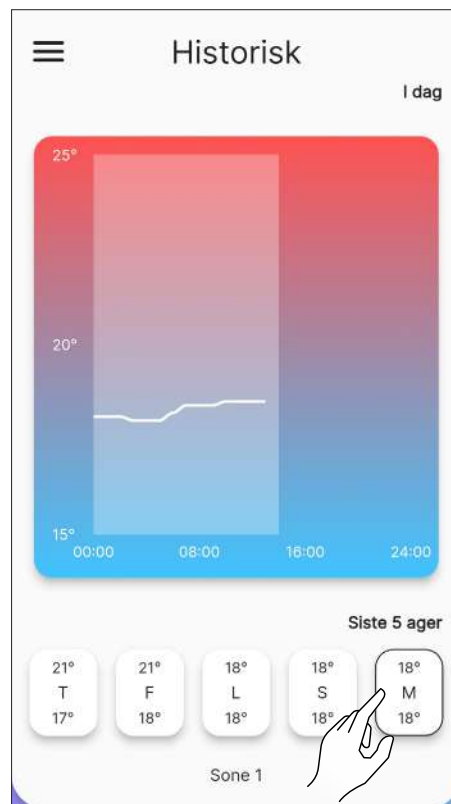 Historisk
I dag
25°
20°
15°
00:00 08:00 16:00 24:00
Siste 5 ager
21° 21° 18° 18° 18°
T F L S M
17° 18° 18° 18° 18°
Sone 1